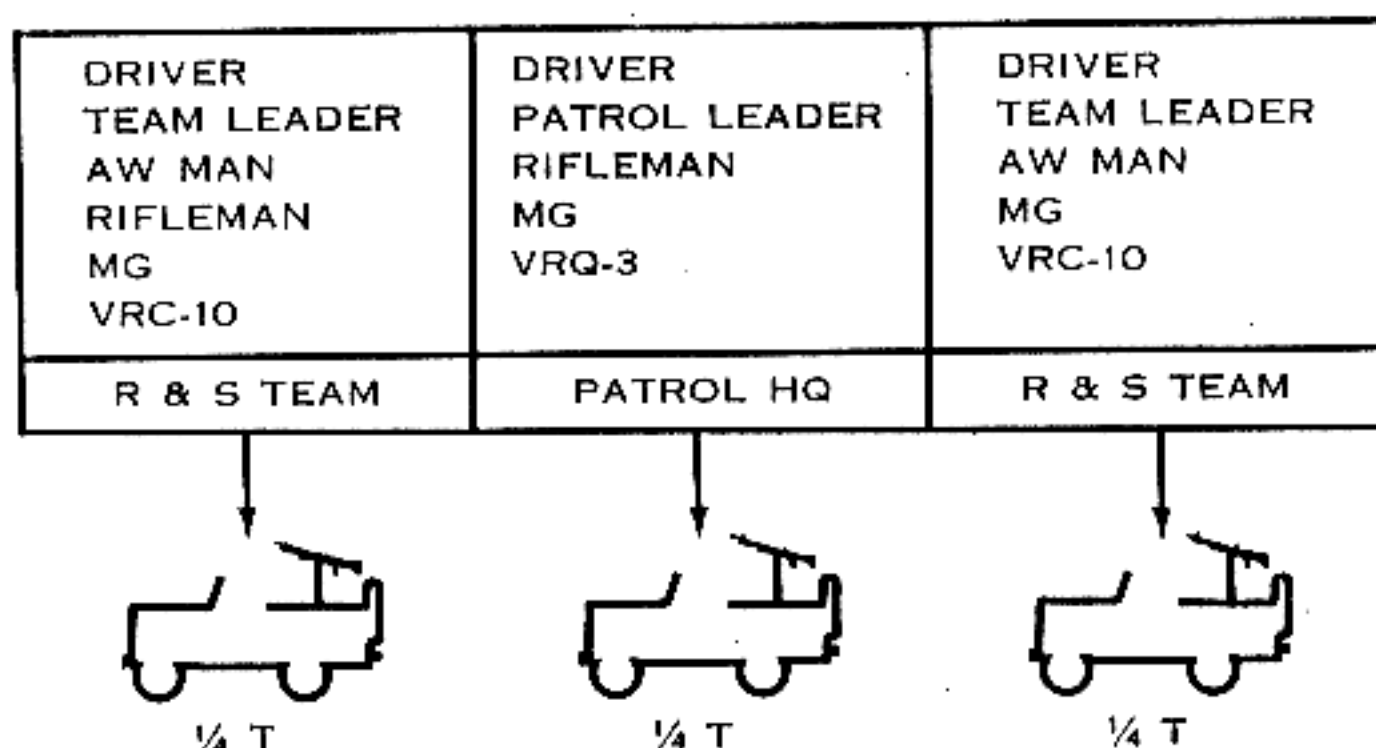 DRIVER
TEAM LEADER
AW MAN
RIFLEMAN
MG
VRC-10
R & S TEAM
DRIVER
PATROL LEADER
RIFLEMAN
MG
VRQ-3
PATROL HQ
DRIVER
TEAM LEADER
AW MAN
MG
VRC-10
R & S TEAM
¼ T
¼ T
¼ T